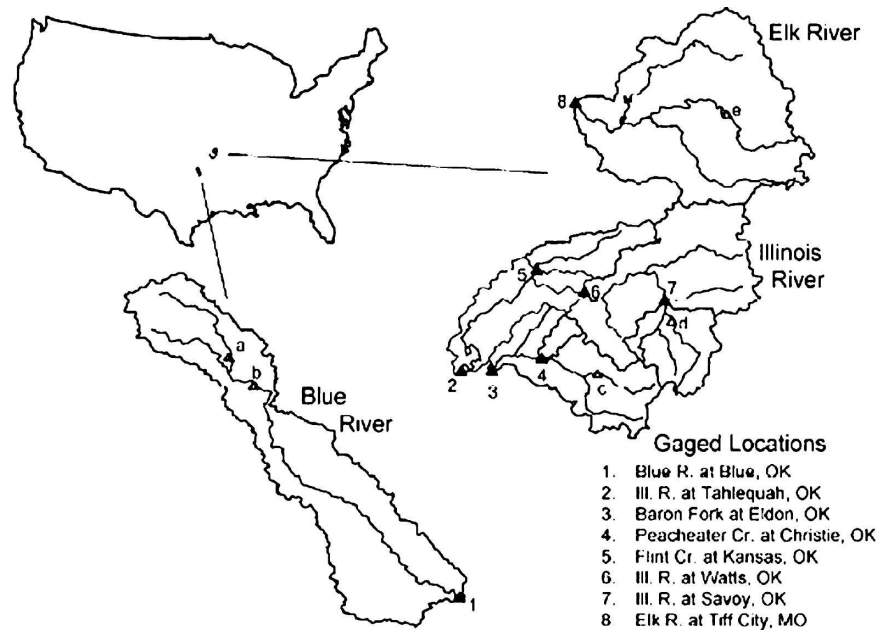 Elk River
8
e
Illinois
River
5
6
7
d
a
b
2
3
4
c
Blue
River
1
Gaged Locations
1. Blue R. at Blue, OK
2. Ill. R. at Tahlequah, OK
3. Baron Fork at Eldon, OK
4. Peacheater Cr. at Christie, OK
5. Flint Cr. at Kansas, OK
6. Ill. R. at Watts, OK
7. Ill. R. at Savoy, OK
8 Elk R. at Tiff City, MO